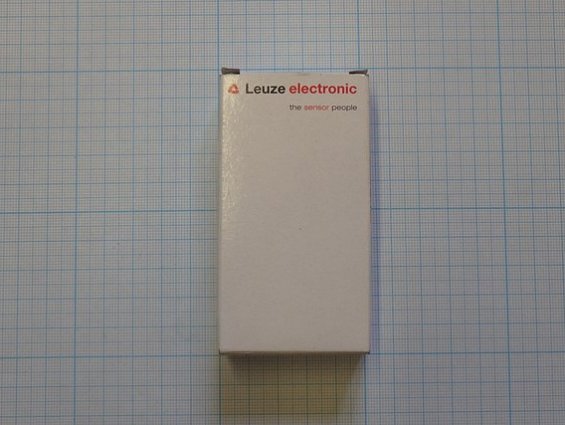 Leuze electronic
the sensor people